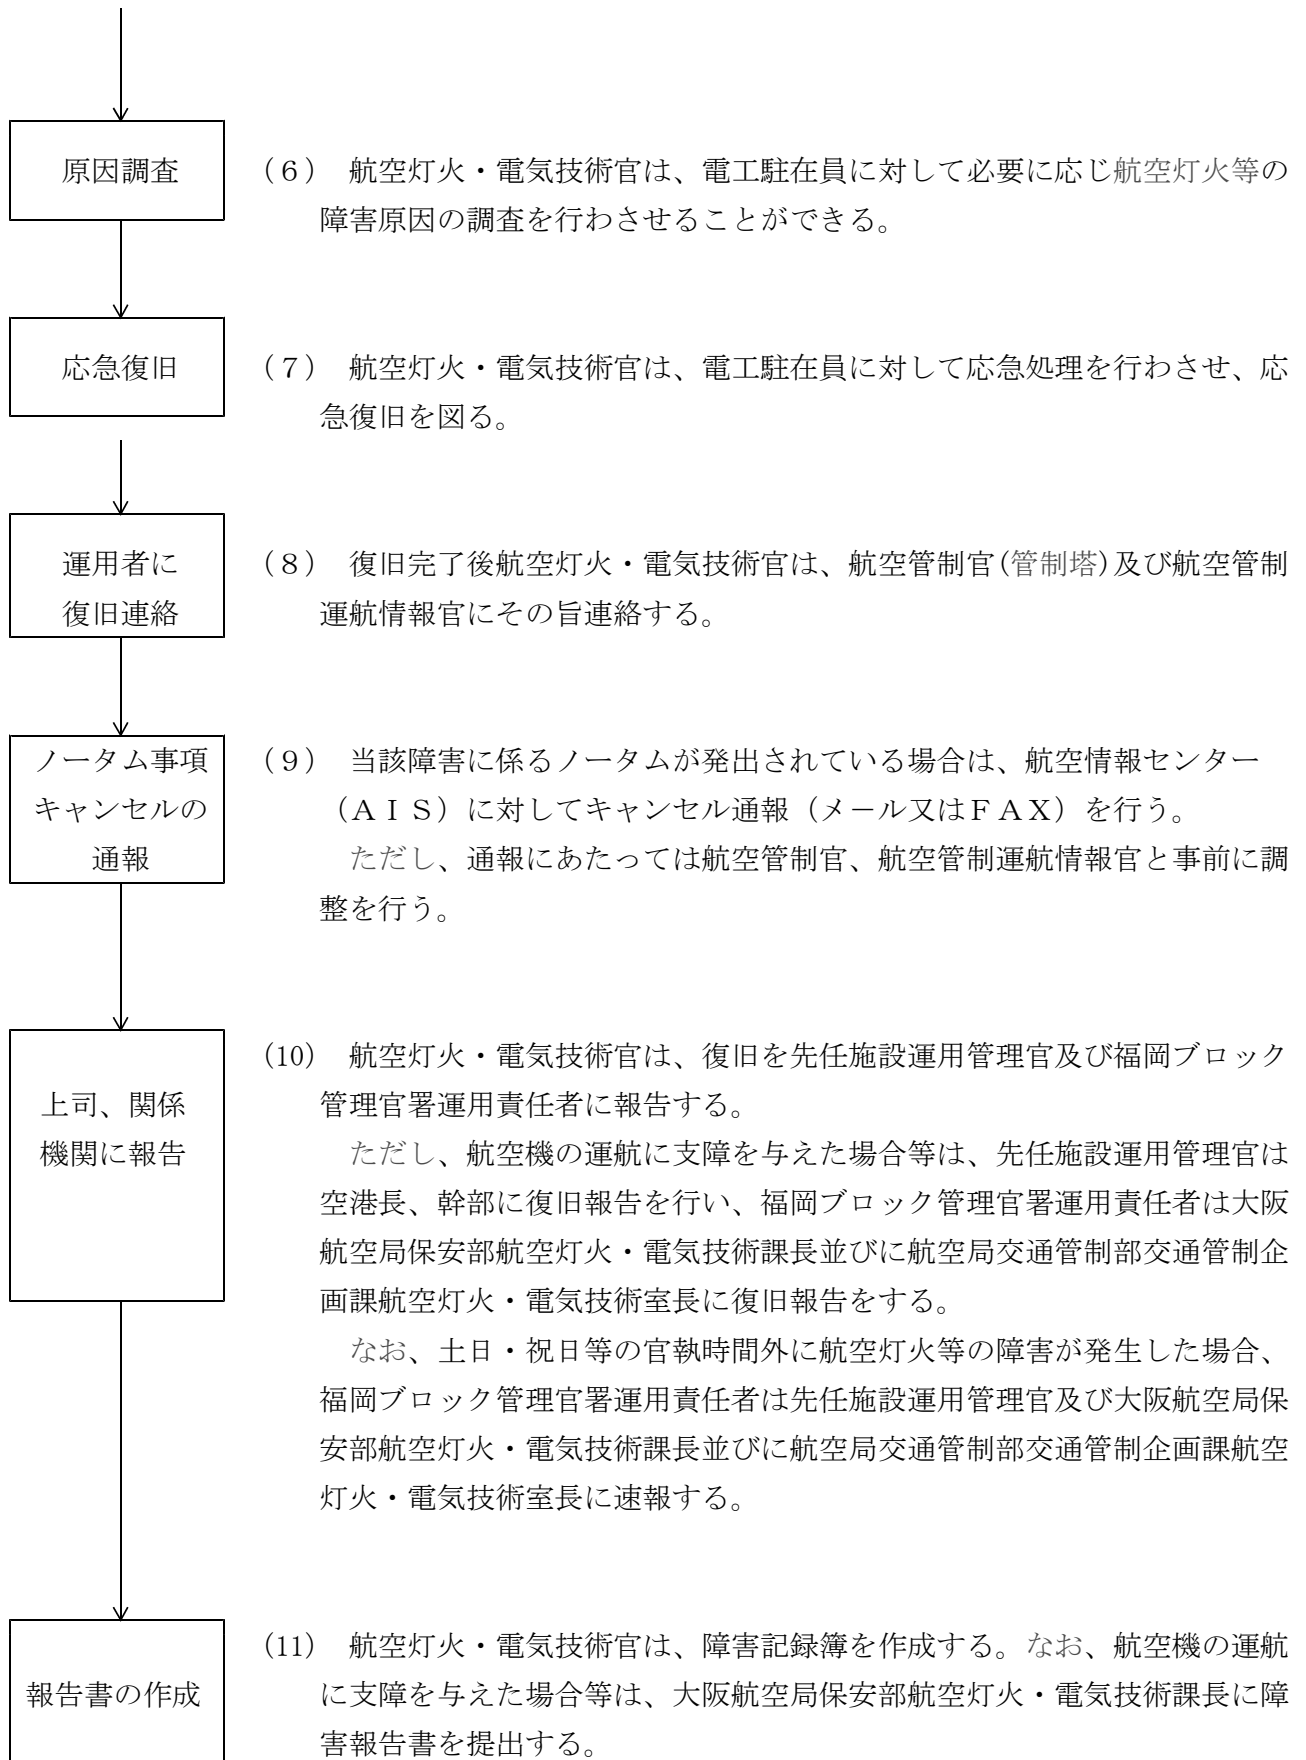 原因調査
(6) 航空灯火・電気技術官は、電工駐在員に対して必要に応じ航空灯火等の
障害原因の調査を行わさせることができる。
応急復旧
(7) 航空灯火・電気技術官は、電工駐在員に対して応急処理を行わさせ、応
急復旧を図る。
運用者に
復旧連絡
(8) 復旧完了後航空灯火・電気技術官は、航空管制官(管制塔)及び航空管制
運航情報官にその旨連絡する。
ノータム事項
キャンセルの
通報
(9) 当該障害に係るノータムが発出されている場合は、航空情報センター
(AIS)に対してキャンセル通報(メール又はFAX)を行う。
ただし、通報にあたっては航空管制官、航空管制運航情報官と事前に調
整を行う。
上司、関係
機関に報告
(10) 航空灯火・電気技術官は、復旧を先任施設運用管理官及び福岡ブロック
管理官署運用責任者に報告する。
ただし、航空機の運航に支障を与えた場合等は、先任施設運用管理官は
空港長、幹部に復旧報告を行い、福岡ブロック管理官署運用責任者は大阪
航空局保安部航空灯火・電気技術課長並びに航空局交通管制部交通管制企
画課航空灯火・電気技術室長に復旧報告をする。
なお、土日・祝日等の官執時間外に航空灯火等の障害が発生した場合、
福岡ブロック管理官署運用責任者は先任施設運用管理官及び大阪航空局保
安部航空灯火・電気技術課長並びに航空局交通管制部交通管制企画課航空
灯火・電気技術室長に速報する。
報告書の作成
(11) 航空灯火・電気技術官は、障害記録簿を作成する。なお、航空機の運航
に支障を与えた場合等は、大阪航空局保安部航空灯火・電気技術課長に障
害報告書を提出する。